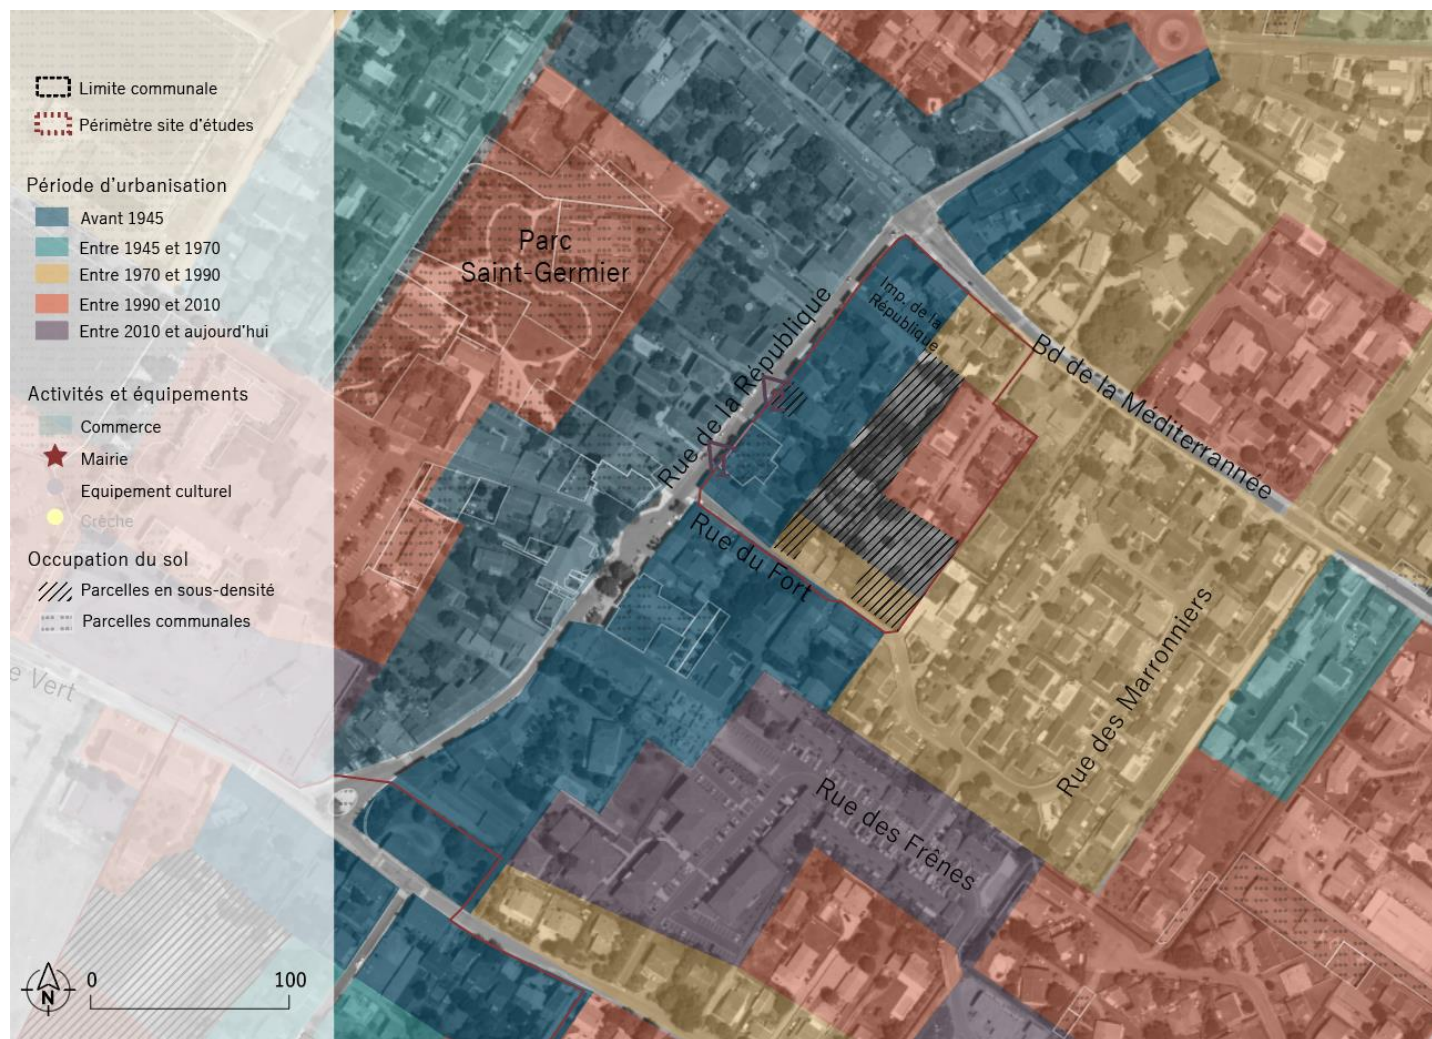 Limite communale
Périmètre site d'études
Période d'urbanisation
Avant 1945
Entre 1945 et 1970
Entre 1970 et 1990
Entre 1990 et 2010
Entre 2010 et aujourd'hui
Activités et équipements
Commerce
Mairie
Equipement culturel
Crèche
Occupation du sol
Parcelles en sous-densité
Parcelles communales
e Vert
N
0 100
Parc
Saint-Germier
Rue de la République
Imp. de la
République
Bd de la Méditerrannée
Rue du Fort
Rue des Marronniers
Rue des Frênes